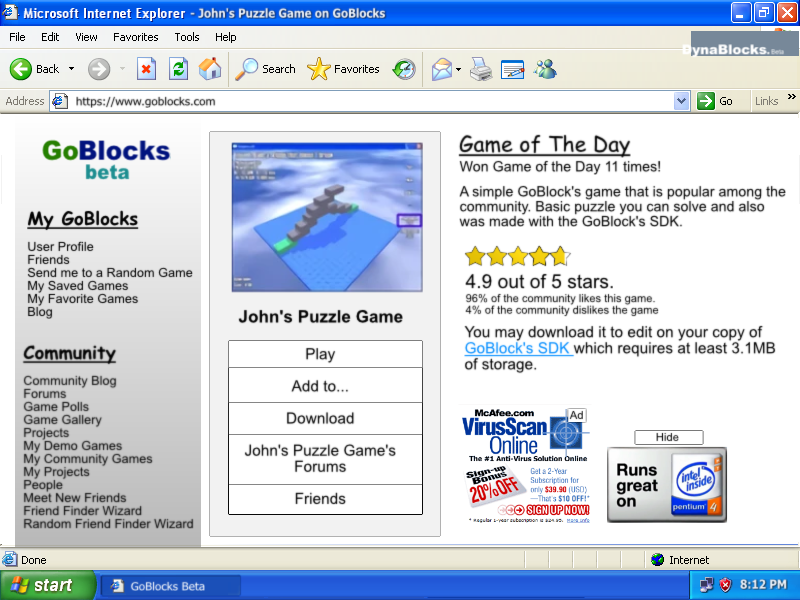 Microsoft Internet Explorer - John's Puzzle Game on GoBlocks
File Edit View Favorites Tools Help
DynaBlocks.Beta
Back Search Favorites
Address https://www.goblocks.com Go Links »
GoBlocks
beta
My GoBlocks
User Profile
Friends
Send me to a Random Game
My Saved Games
My Favorite Games
Blog
Community
Community Blog
Forums
Game Polls
Game Gallery
Projects
My Demo Games
My Community Games
My Projects
People
Meet New Friends
Friend Finder Wizard
Random Friend Finder Wizard
John's Puzzle Game
Play
Add to...
Download
John's Puzzle Game's
Forums
Friends
Game of The Day
Won Game of the Day 11 times!
A simple GoBlock's game that is popular among the
community. Basic puzzle you can solve and also
was made with the GoBlock's SDK.
4.9 out of 5 stars.
96% of the community likes this game.
4% of the community dislikes the game
You may download it to edit on your copy of
GoBlock's SDK which requires at least 3.1MB
of storage.
McAfee.com
Ad
VirusScan
Online
The #1 Anti-Virus Solution Online
Sign-up
Bonus
20% OFF
Get a 2-Year
Subscription for
only $39.90 (USD)
—That's $10 OFF!*
SIGN UP NOW!
* Regular 1-year subscription is $24.95. More info
Hide
Runs
great
on
intel
inside
pentium 4
Done Internet
start GoBlocks Beta 8:12 PM